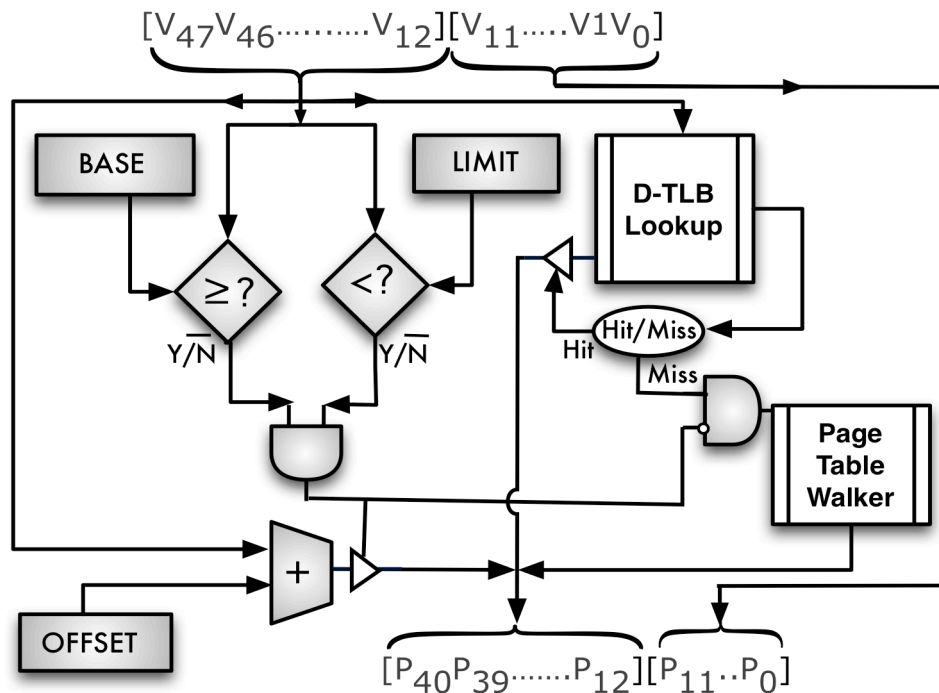 [V47V46..........V12][V11.....V1V0]
BASE
LIMIT
D-TLB
Lookup
≥ ?
< ?
Y/N̅
Y/N̅
Hit/Miss
Hit
Miss
Page
Table
Walker
+
OFFSET
[P40P39.......P12][P11..P0]